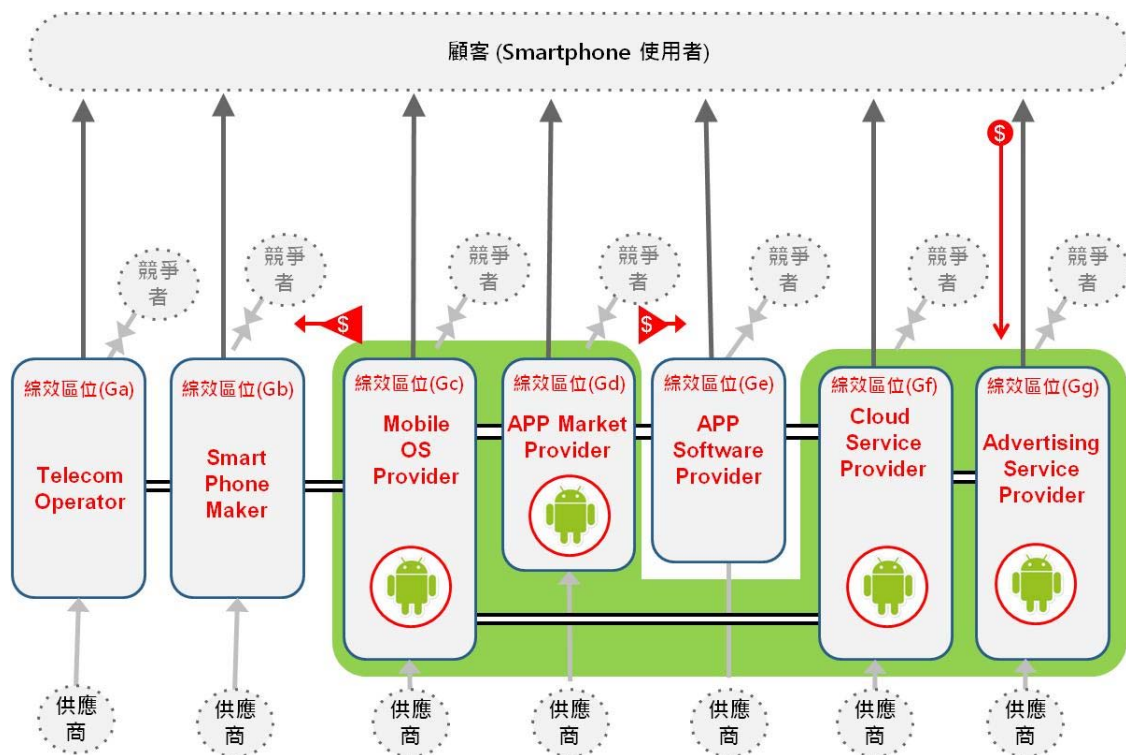 顧客 (Smartphone 使用者)
$
競爭
者
競爭
者
競爭
者
競爭
者
競爭
者
競爭
者
競爭
者
$
$
綜效區位(Ga)
Telecom
Operator
綜效區位(Gb)
Smart
Phone
Maker
綜效區位(Gc)
Mobile
OS
Provider
綜效區位(Gd)
APP Market
Provider
綜效區位(Ge)
APP
Software
Provider
綜效區位(Gf)
Cloud
Service
Provider
綜效區位(Gg)
Advertising
Service
Provider
供應
商
供應
商
供應
商
供應
商
供應
商
供應
商
供應
商